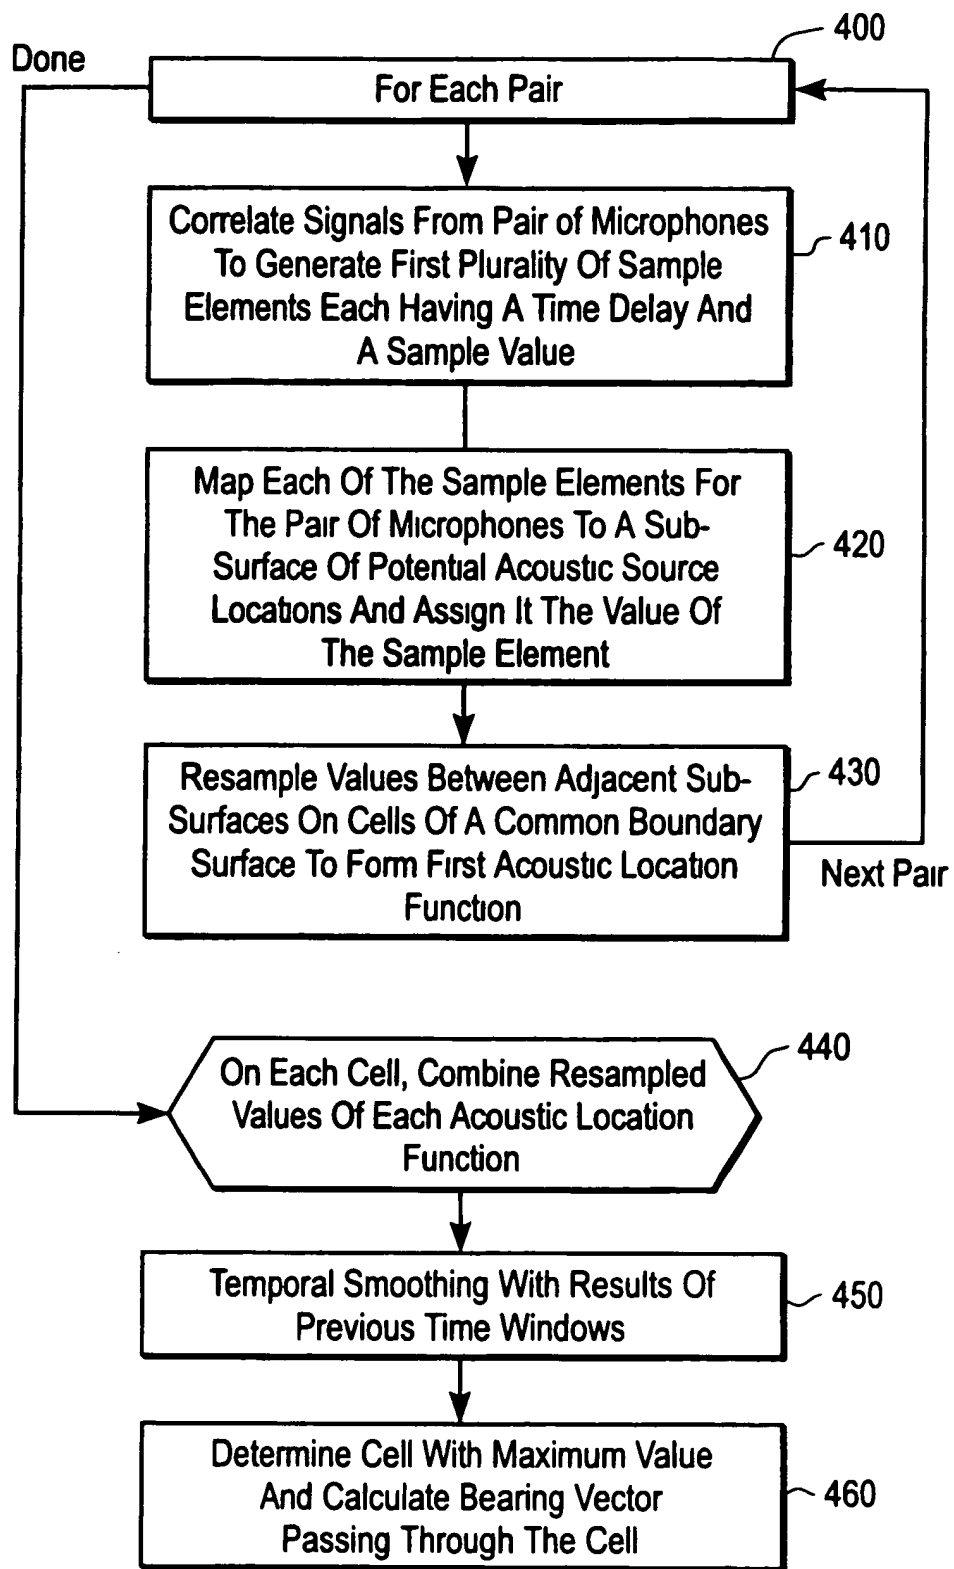 400
Done
For Each Pair
Correlate Signals From Pair of Microphones
To Generate First Plurality Of Sample
Elements Each Having A Time Delay And
A Sample Value
410
Map Each Of The Sample Elements For
The Pair Of Microphones To A Sub-
Surface Of Potential Acoustic Source
Locations And Assign It The Value Of
The Sample Element
420
Resample Values Between Adjacent Sub-
Surfaces On Cells Of A Common Boundary
Surface To Form First Acoustic Location
Function
430
Next Pair
On Each Cell, Combine Resampled
Values Of Each Acoustic Location
Function
440
Temporal Smoothing With Results Of
Previous Time Windows
450
Determine Cell With Maximum Value
And Calculate Bearing Vector
Passing Through The Cell
460